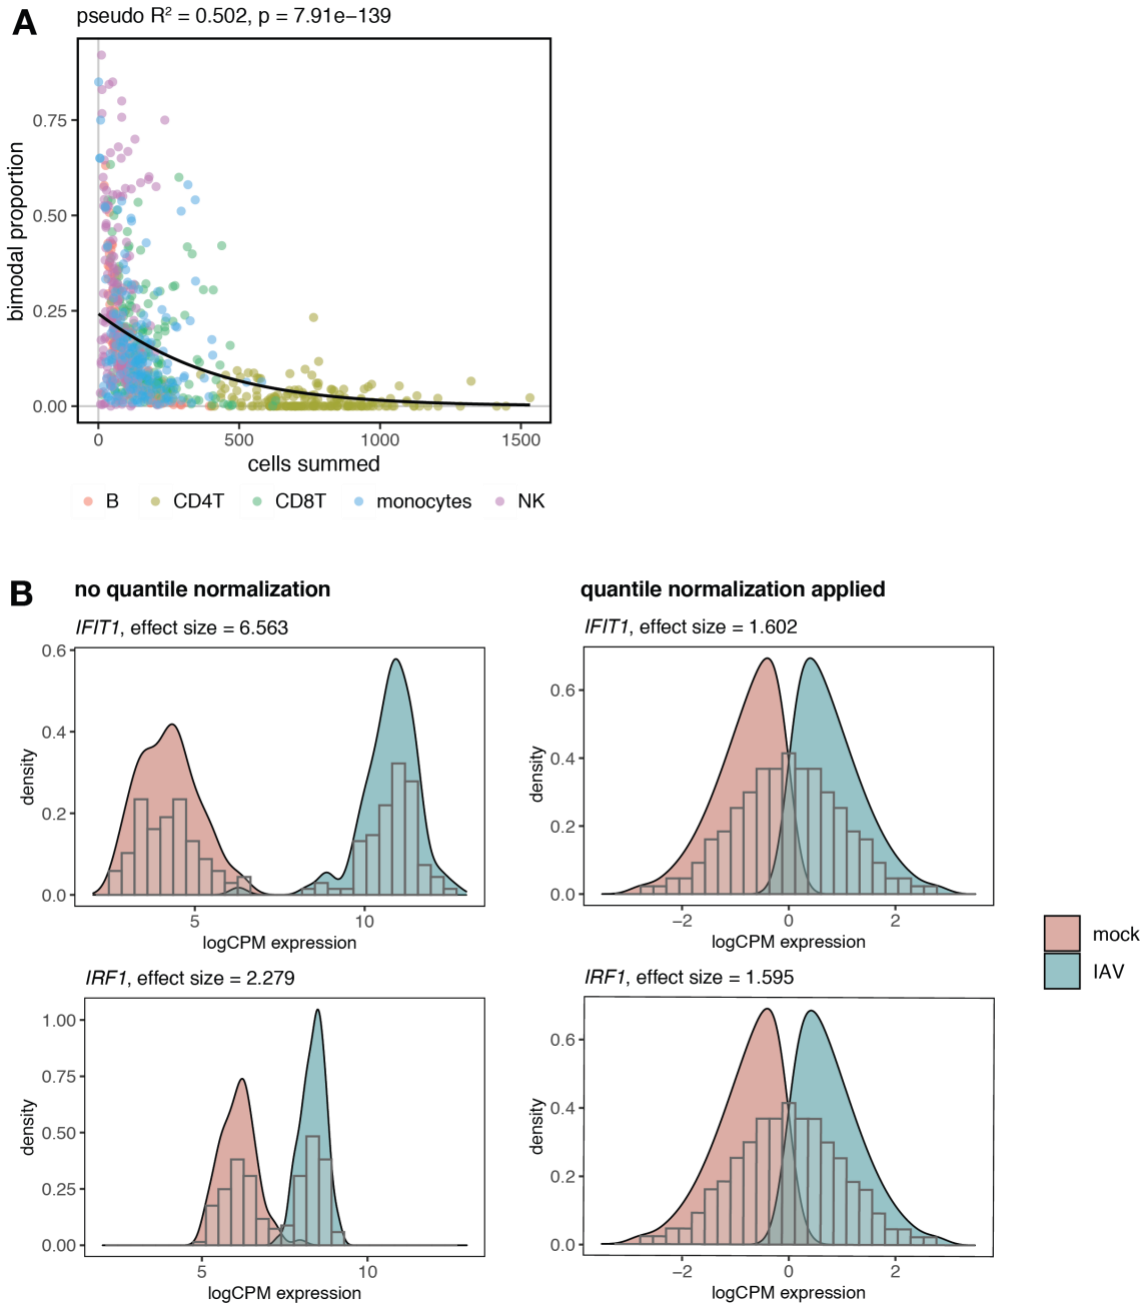 A
pseudo R² = 0.502, p = 7.91e−139
bimodal proportion
0.75
0.50
0.25
0.00
0 500 1000 1500
cells summed
B CD4T CD8T monocytes NK
B
no quantile normalization
quantile normalization applied
IFIT1, effect size = 6.563
density
0.6
0.4
0.2
0.0
5 10
logCPM expression
IFIT1, effect size = 1.602
density
0.6
0.4
0.2
0.0
−2 0 2
logCPM expression
mock
IAV
IRF1, effect size = 2.279
density
1.00
0.75
0.50
0.25
0.00
5 10
logCPM expression
IRF1, effect size = 1.595
density
0.6
0.4
0.2
0.0
−2 0 2
logCPM expression